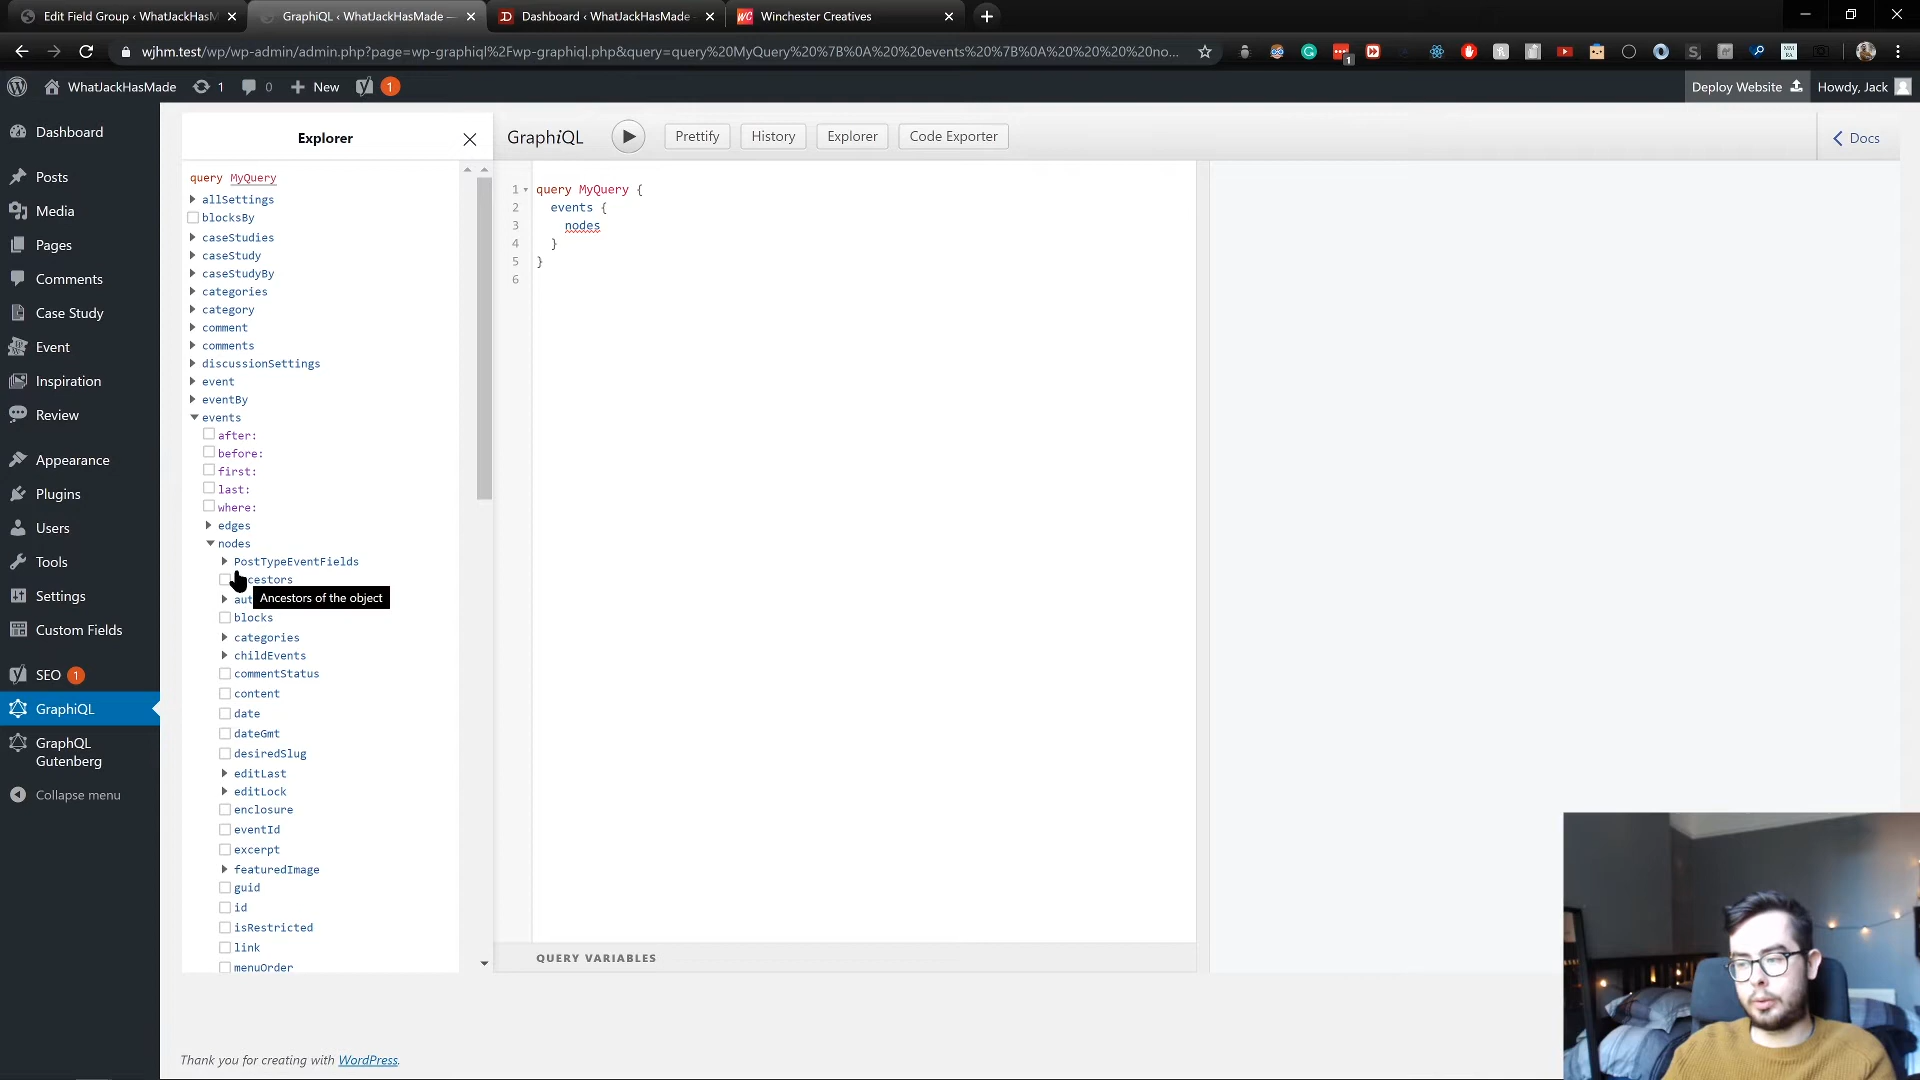 Edit Field Group ‹ WhatJackHasM
GraphiQL ‹ WhatJackHasMade —
Dashboard ‹ WhatJackHasMade
Winchester Creatives
wjhm.test/wp/wp-admin/admin.php?page=wp-graphiql%2Fwp-graphiql.php&query=query%20MyQuery%20%7B%0A%20%20events%20%7B%0A%20%20%20%20no...
WhatJackHasMade
1
0
New
1
Deploy Website
Howdy, Jack
Dashboard
Posts
Media
Pages
Comments
Case Study
Event
Inspiration
Review
Appearance
Plugins
Users
Tools
Settings
Custom Fields
SEO 1
GraphiQL
GraphQL
Gutenberg
Collapse menu
Explorer
query MyQuery
allSettings
blocksBy
caseStudies
caseStudy
caseStudyBy
categories
category
comment
comments
discussionSettings
event
eventBy
events
after:
before:
first:
last:
where:
edges
nodes
PostTypeEventFields
cestors
Ancestors of the object
aut
blocks
categories
childEvents
commentStatus
content
date
dateGmt
desiredSlug
editLast
editLock
enclosure
eventId
excerpt
featuredImage
guid
id
isRestricted
link
menuOrder
GraphiQL
Prettify
History
Explorer
Code Exporter
Docs
1 query MyQuery {
2 events {
3 nodes
4 }
5 }
6
QUERY VARIABLES
Thank you for creating with WordPress.